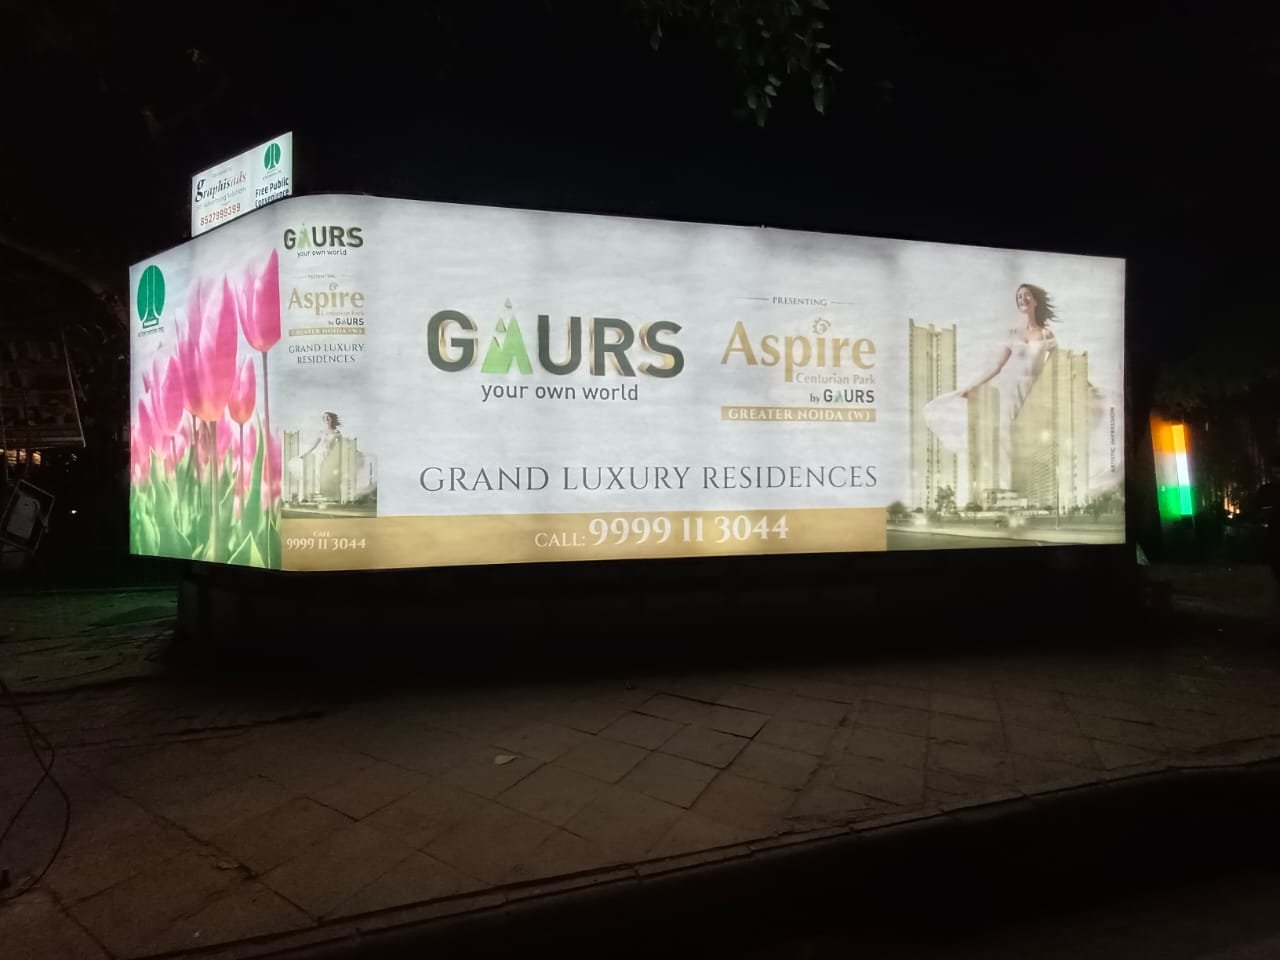 graphisads
8527999399
Free Public
Convenience
GAURS
your own world
PRESENTING
Aspire
Centurian Park
by GAURS
GREATER NOIDA (W)
GRAND LUXURY
RESIDENCES
CALL
9999 11 3044
GAURS
your own world
PRESENTING
Aspire
Centurian Park
by GAURS
GREATER NOIDA (W)
GRAND LUXURY RESIDENCES
CALL: 9999 11 3044
ARTISTIC IMPRESSION